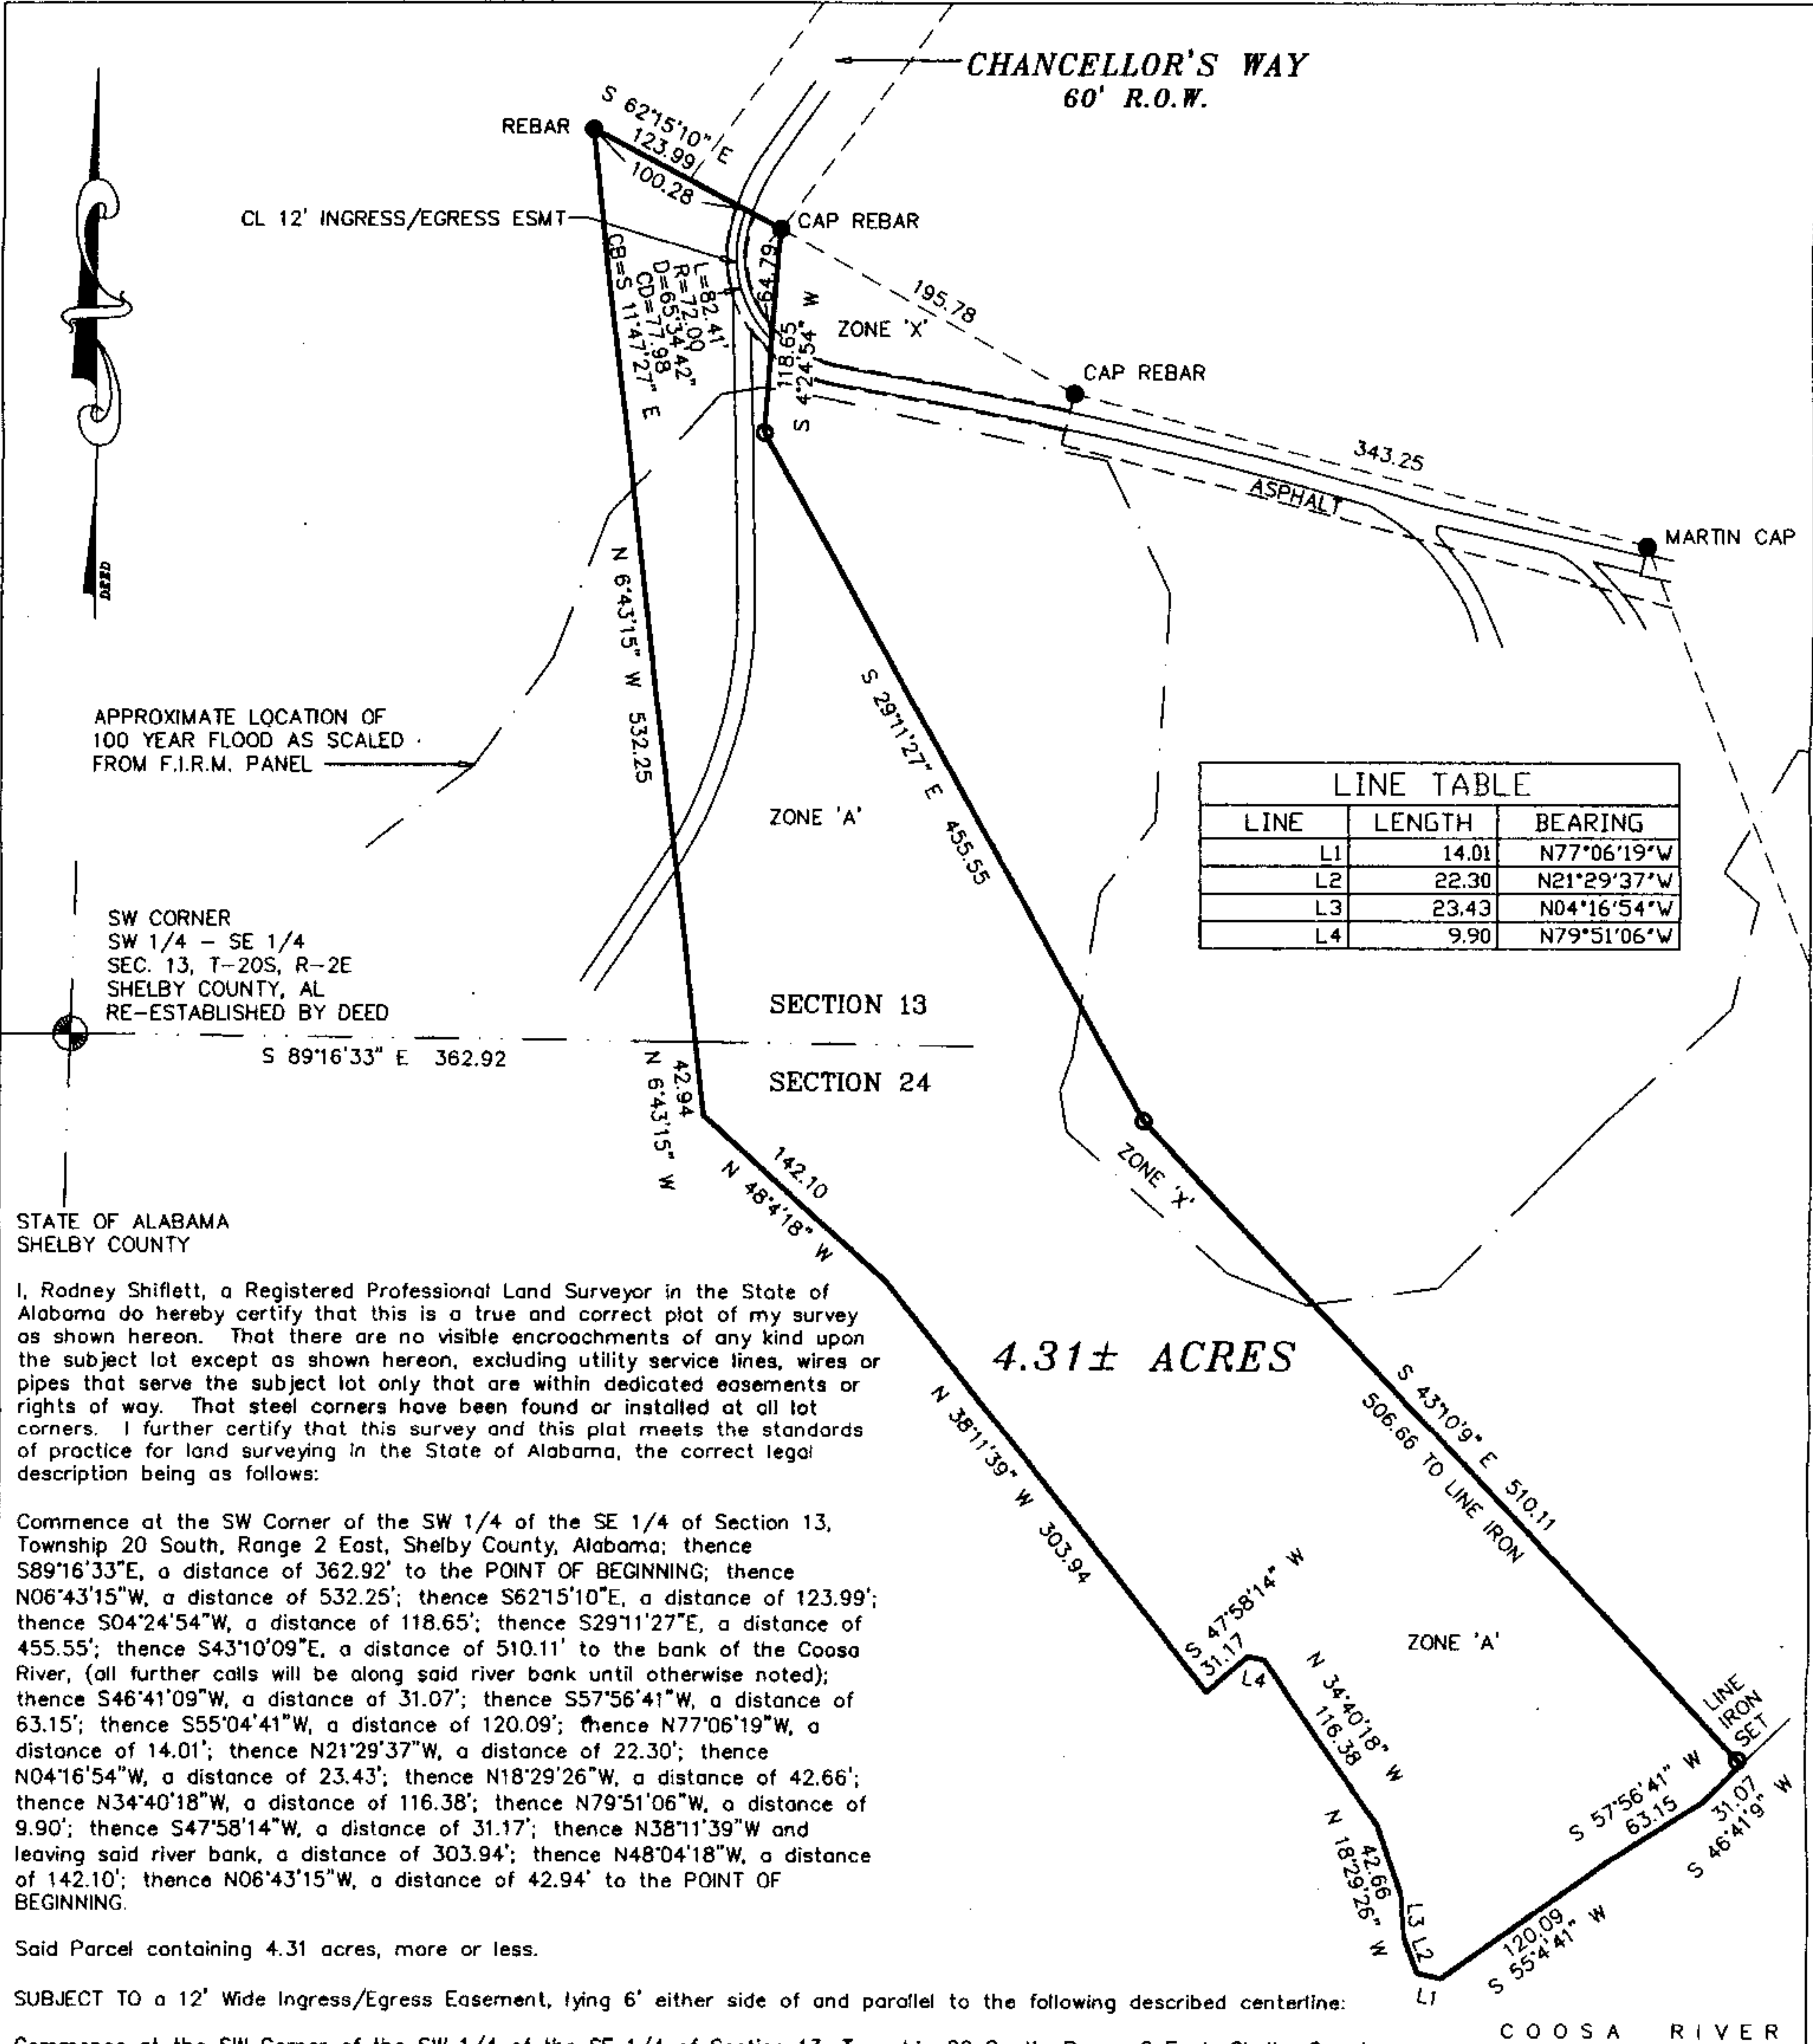 CHANCELLOR'S WAY
60' R.O.W.
REBAR
S 62°15'10" E
123.99
100.28
CL 12' INGRESS/EGRESS ESMT
CAP REBAR
L=82.41'
R=72.00
D=65°34'42"
CD=77.98
CB=S 11°47'27" E
64.79
118.65
S 4°24'54" W
ZONE 'X'
195.78
CAP REBAR
343.25
ASPHALT
MARTIN CAP
DEED
N 6°43'15" W 532.25
S 29°11'27" E 455.55
APPROXIMATE LOCATION OF
100 YEAR FLOOD AS SCALED
FROM F.I.R.M. PANEL
ZONE 'A'
LINE TABLE
LINE LENGTH BEARING
L1 14.01 N77°06'19"W
L2 22.30 N21°29'37"W
L3 23.43 N04°16'54"W
L4 9.90 N79°51'06"W
SW CORNER
SW 1/4 - SE 1/4
SEC. 13, T-20S, R-2E
SHELBY COUNTY, AL
RE-ESTABLISHED BY DEED
SECTION 13
S 89°16'33" E 362.92
SECTION 24
42.94
N 6°43'15" W
142.10
N 48°4'18" W
ZONE 'X'
STATE OF ALABAMA
SHELBY COUNTY
I, Rodney Shiflett, a Registered Professional Land Surveyor in the State of
Alabama do hereby certify that this is a true and correct plat of my survey
as shown hereon. That there are no visible encroachments of any kind upon
the subject lot except as shown hereon, excluding utility service lines, wires or
pipes that serve the subject lot only that are within dedicated easements or
rights of way. That steel corners have been found or installed at all lot
corners. I further certify that this survey and this plat meets the standards
of practice for land surveying in the State of Alabama, the correct legal
description being as follows:
4.31± ACRES
N 38°11'39" W 303.94
S 43°10'9" E 510.11
506.66 TO LINE IRON
Commence at the SW Corner of the SW 1/4 of the SE 1/4 of Section 13,
Township 20 South, Range 2 East, Shelby County, Alabama; thence
S89°16'33"E, a distance of 362.92' to the POINT OF BEGINNING; thence
N06°43'15"W, a distance of 532.25'; thence S62°15'10"E, a distance of 123.99';
thence S04°24'54"W, a distance of 118.65'; thence S29°11'27"E, a distance of
455.55'; thence S43°10'09"E, a distance of 510.11' to the bank of the Coosa
River, (all further calls will be along said river bank until otherwise noted);
thence S46°41'09"W, a distance of 31.07'; thence S57°56'41"W, a distance of
63.15'; thence S55°04'41"W, a distance of 120.09'; thence N77°06'19"W, a
distance of 14.01'; thence N21°29'37"W, a distance of 22.30'; thence
N04°16'54"W, a distance of 23.43'; thence N18°29'26"W, a distance of 42.66';
thence N34°40'18"W, a distance of 116.38'; thence N79°51'06"W, a distance of
9.90'; thence S47°58'14"W, a distance of 31.17'; thence N38°11'39"W and
leaving said river bank, a distance of 303.94'; thence N48°04'18"W, a distance
of 142.10'; thence N06°43'15"W, a distance of 42.94' to the POINT OF
BEGINNING.
S 47°58'14" W
31.17
L4
N 34°40'18" W
116.38
ZONE 'A'
LINE
IRON
SET
S 57°56'41" W
63.15
31.07
S 46°41'9" W
42.66
N 18°29'26" W
L3
L2
120.09
S 55°4'41" W
L1
Said Parcel containing 4.31 acres, more or less.
SUBJECT TO a 12' Wide Ingress/Egress Easement, lying 6' either side of and parallel to the following described centerline:
COOSA RIVER